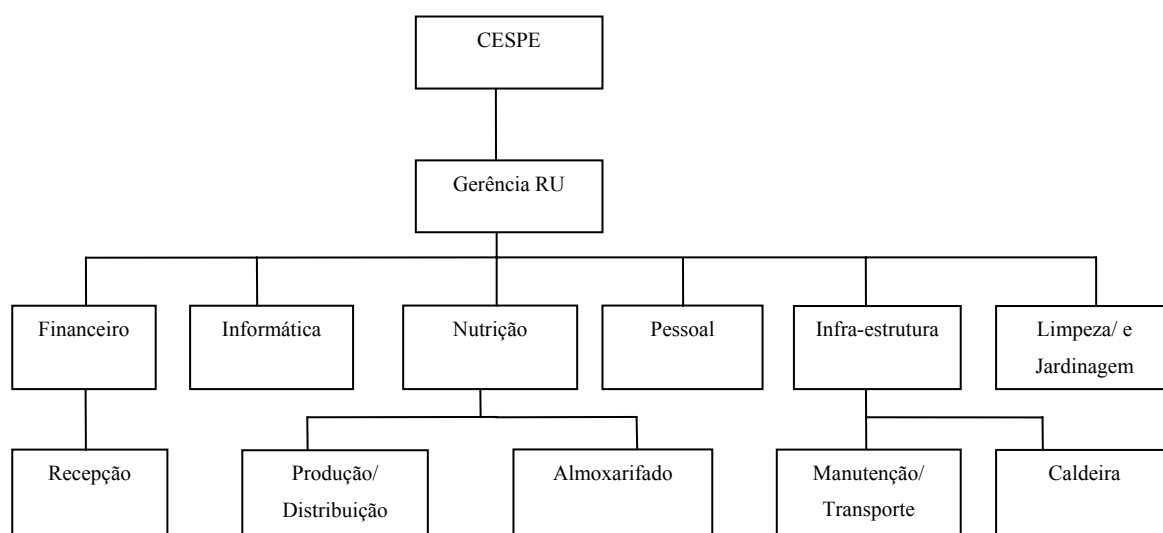 CESPE
Gerência RU
Financeiro
Informática
Nutrição
Pessoal
Infra-estrutura
Limpeza/ e
Jardinagem
Recepção
Produção/
Distribuição
Almoxarifado
Manutenção/
Transporte
Caldeira